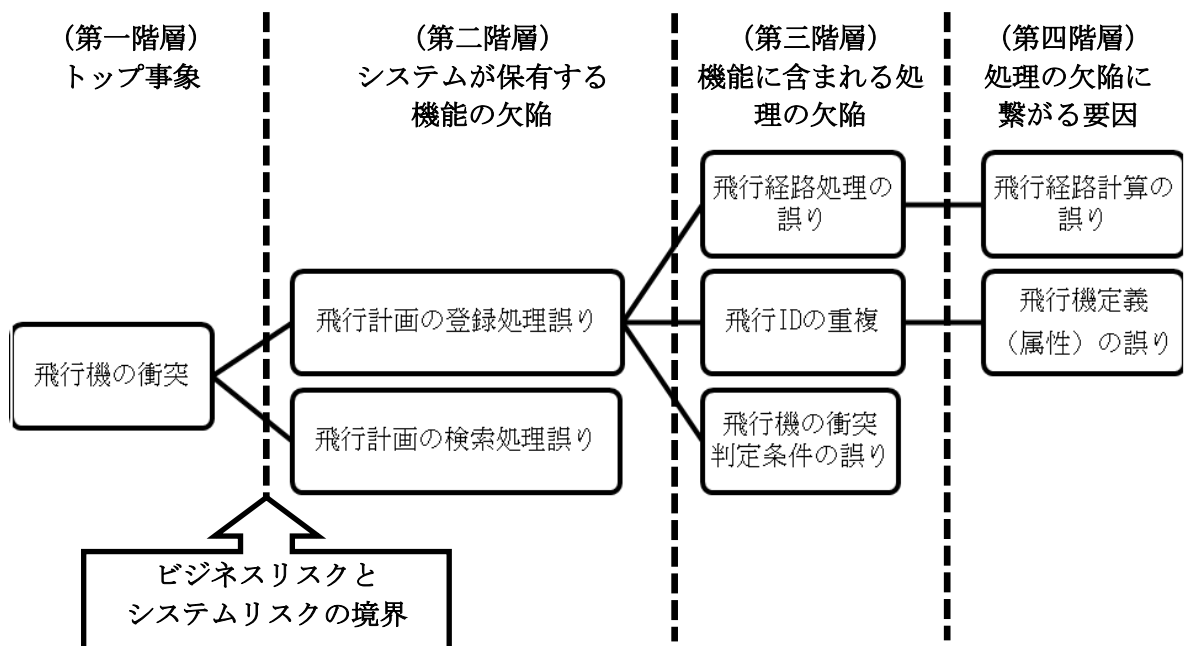 （第一階層）
トップ事象
（第二階層）
システムが保有する
機能の欠陥
（第三階層）
機能に含まれる処
理の欠陥
（第四階層）
処理の欠陥に
繋がる要因
飛行機の衝突
飛行計画の登録処理誤り
飛行計画の検索処理誤り
飛行経路処理の
誤り
飛行IDの重複
飛行機の衝突
判定条件の誤り
飛行経路計算の
誤り
飛行機定義
（属性）の誤り
ビジネスリスクと
システムリスクの境界